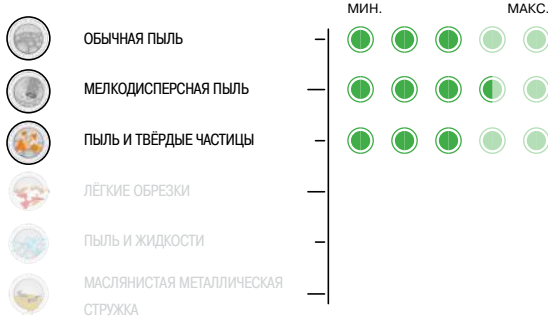 МИН. МАКС.
ОБЫЧНАЯ ПЫЛЬ
МЕЛКОДИСПЕРСНАЯ ПЫЛЬ
ПЫЛЬ И ТВЁРДЫЕ ЧАСТИЦЫ
ЛЁГКИЕ ОБРЕЗКИ
ПЫЛЬ И ЖИДКОСТИ
МАСЛЯНИСТАЯ МЕТАЛЛИЧЕСКАЯ
СТРУЖКА